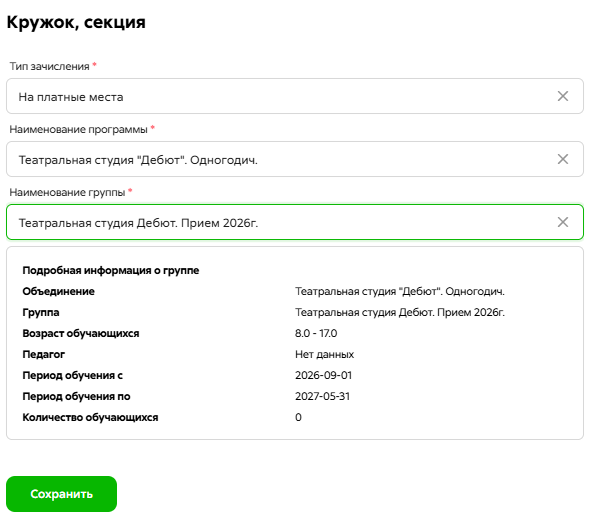 Кружок, секция
Тип зачисления *
На платные места
Наименование программы *
Театральная студия "Дебют". Одногодич.
Наименование группы *
Театральная студия Дебют. Прием 2026г.
Подробная информация о группе
Объединение Театральная студия "Дебют". Одногодич.
Группа Театральная студия Дебют. Прием 2026г.
Возраст обучающихся 8.0 - 17.0
Педагог Нет данных
Период обучения с 2026-09-01
Период обучения по 2027-05-31
Количество обучающихся 0
Сохранить